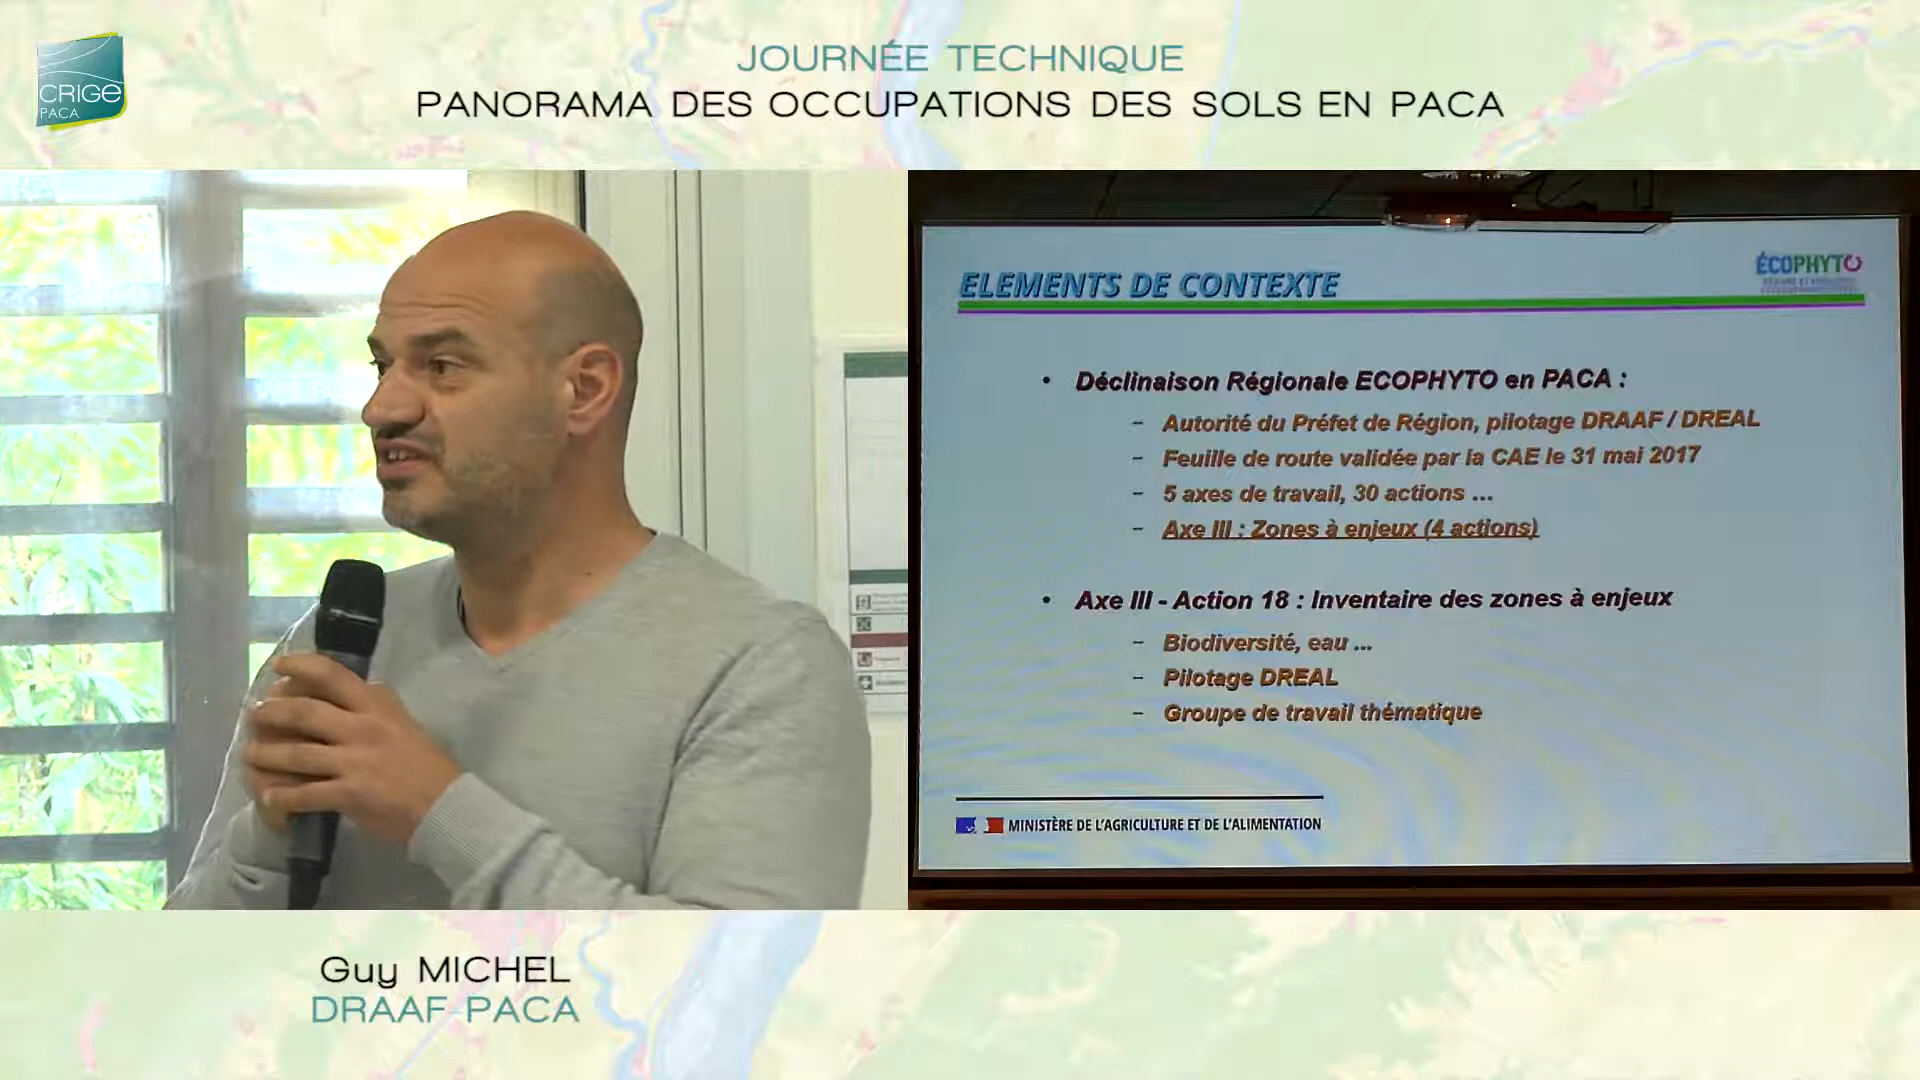 CRIGE
PACA
JOURNÉE TECHNIQUE
PANORAMA DES OCCUPATIONS DES SOLS EN PACA
ELEMENTS DE CONTEXTE
ÉCOPHYTO
• Déclinaison Régionale ECOPHYTO en PACA :
– Autorité du Préfet de Région, pilotage DRAAF / DREAL
– Feuille de route validée par la CAE le 31 mai 2017
– 5 axes de travail, 30 actions ...
– Axe III : Zones à enjeux (4 actions)
• Axe III - Action 18 : Inventaire des zones à enjeux
– Biodiversité, eau ...
– Pilotage DREAL
– Groupe de travail thématique
MINISTÈRE DE L'AGRICULTURE ET DE L'ALIMENTATION
Guy MICHEL
DRAAF PACA